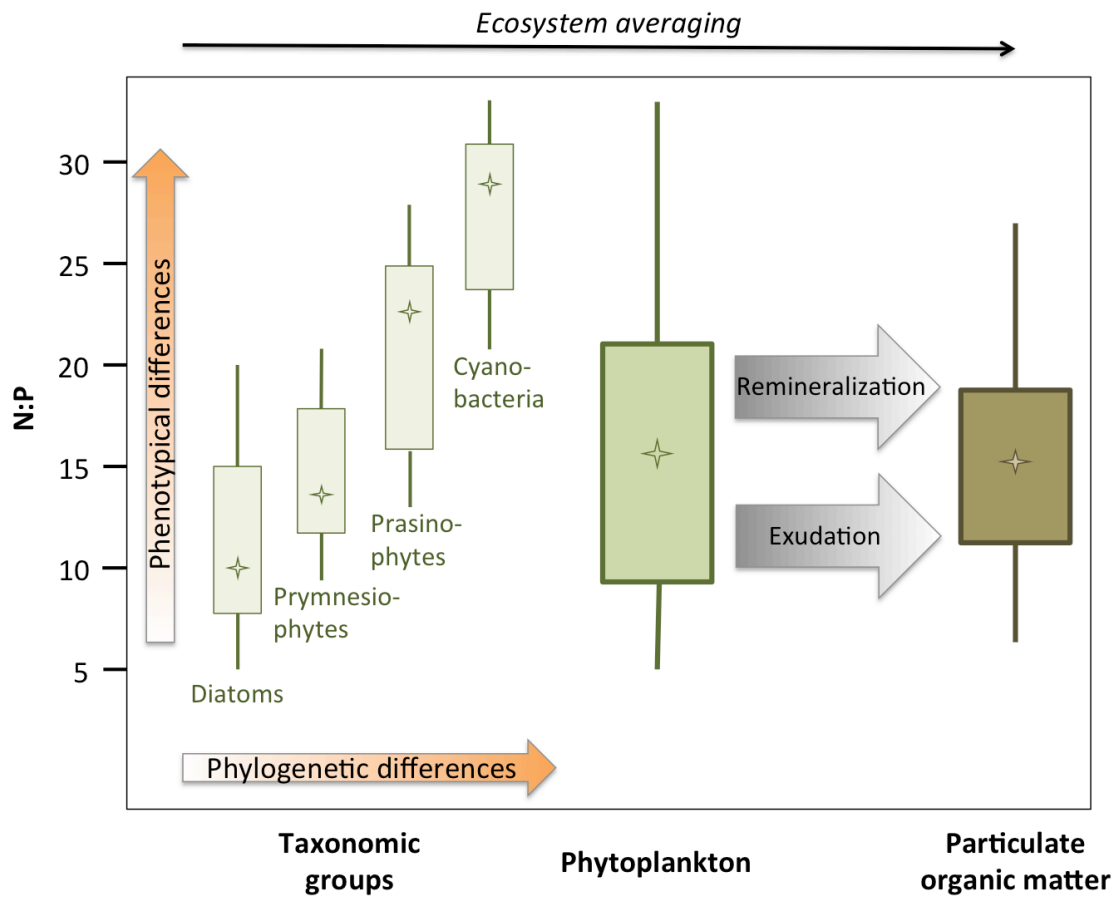 Ecosystem averaging
N:P
30
25
20
15
10
5
Phenotypical differences
Cyano-
bacteria
Prasino-
phytes
Prymnesio-
phytes
Diatoms
Remineralization
Exudation
Phylogenetic differences
Taxonomic
groups
Phytoplankton
Particulate
organic matter